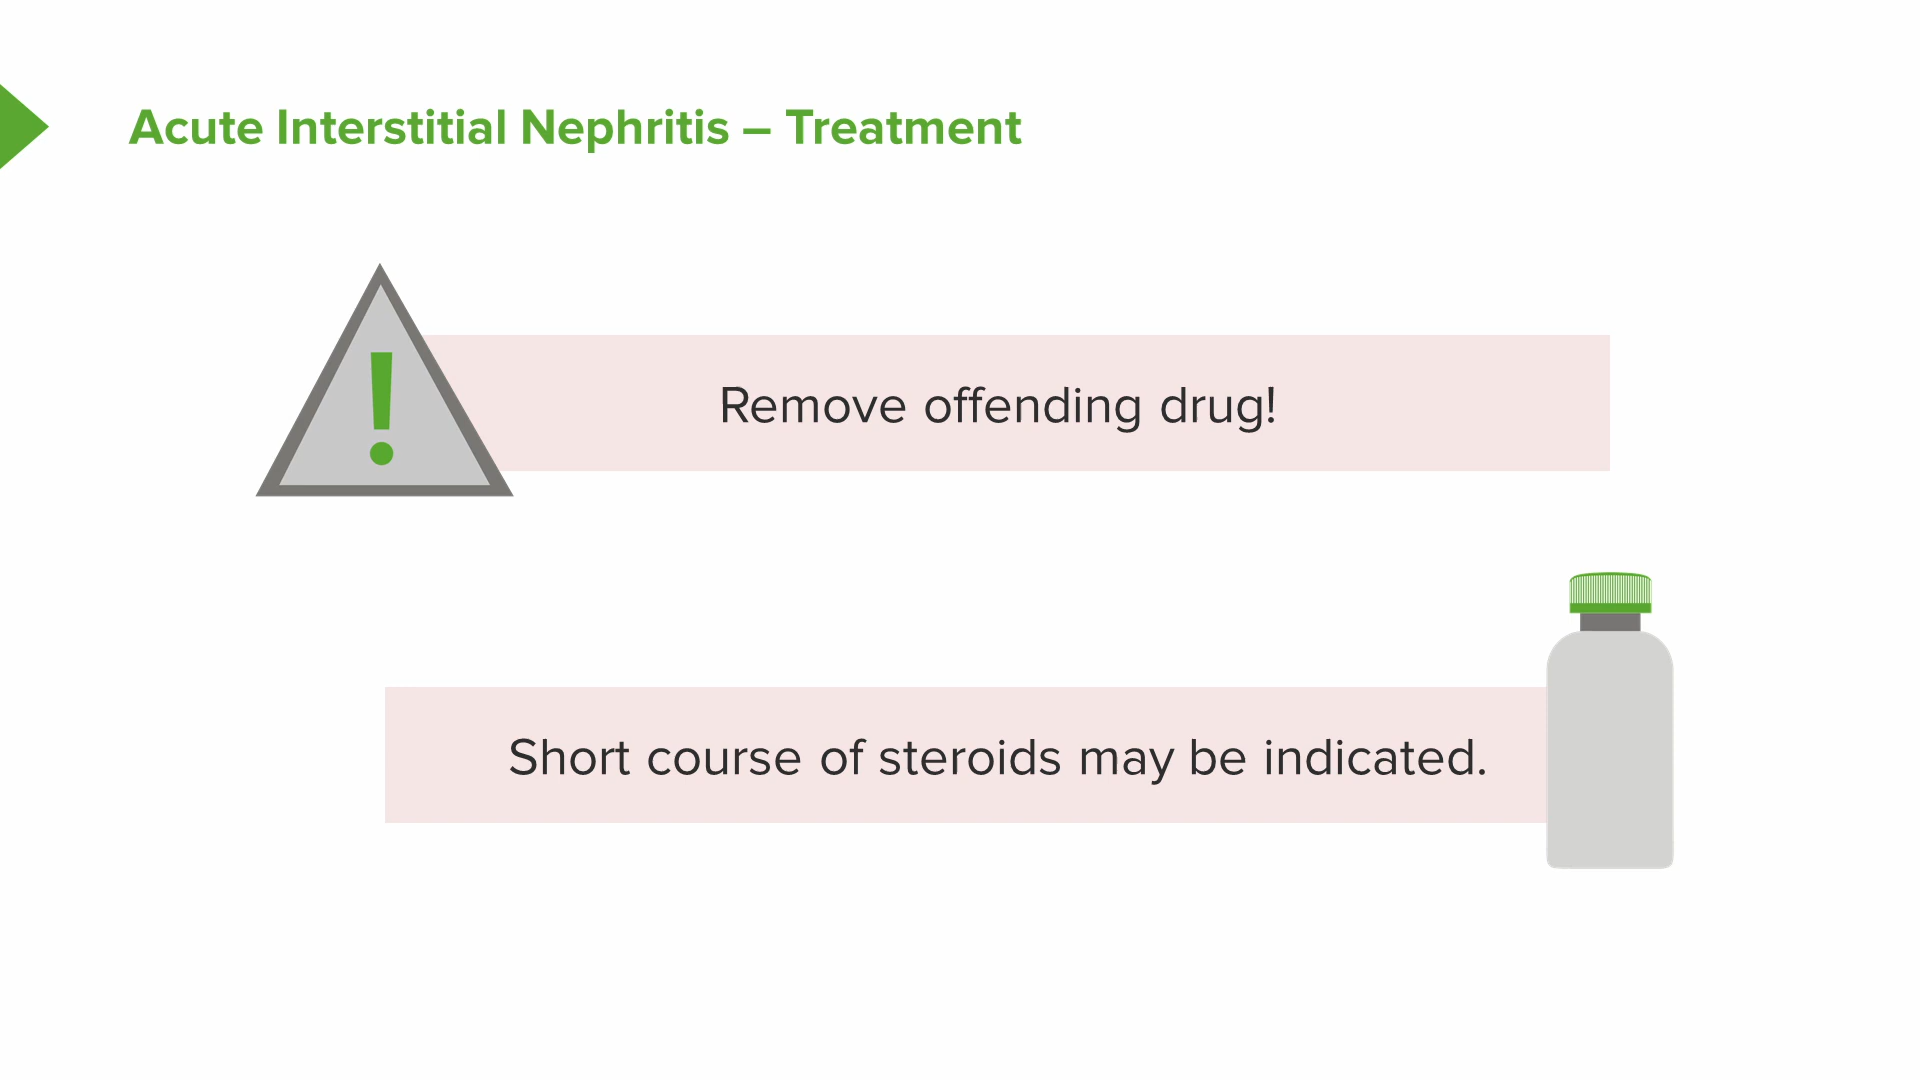 Acute Interstitial Nephritis – Treatment
!
Remove offending drug!
Short course of steroids may be indicated.